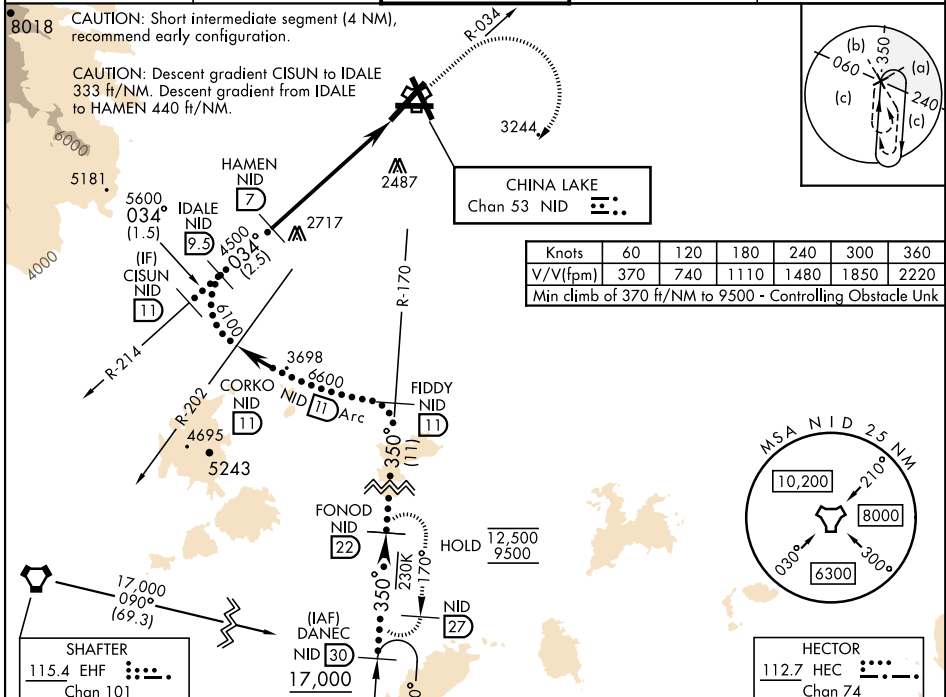 8018
CAUTION: Short intermediate segment (4 NM),
recommend early configuration.
CAUTION: Descent gradient CISUN to IDALE
333 ft/NM. Descent gradient from IDALE
to HAMEN 440 ft/NM.
R-034
(b)
350
(a)
060
(c)
240
(c)
6000
3244
5181
HAMEN
NID
7
2487
CHINA LAKE
Chan 53 NID
5600
034°
(1.5)
IDALE
NID
9.5
4500
034°
(2.5)
2717
4000
(IF)
CISUN
NID
11
Knots 60 120 180 240 300 360
V/V(fpm) 370 740 1110 1480 1850 2220
Min climb of 370 ft/NM to 9500 - Controlling Obstacle Unk
R-170
6100
R-214
3698
6600
CORKO
NID
11
NID 11 Arc
FIDDY
NID
11
R-202
4695
5243
350°
(11)
MSA NID 25 NM
10,200
210°
8000
030°
300°
6300
FONOD
NID
22
HOLD 12,500
9500
350°
230K
170°
NID
27
17,000
090°
(69.3)
(IAF)
DANEC
NID 30
17,000
0°
SHAFTER
115.4 EHF
Chan 101
HECTOR
112.7 HEC
Chan 74